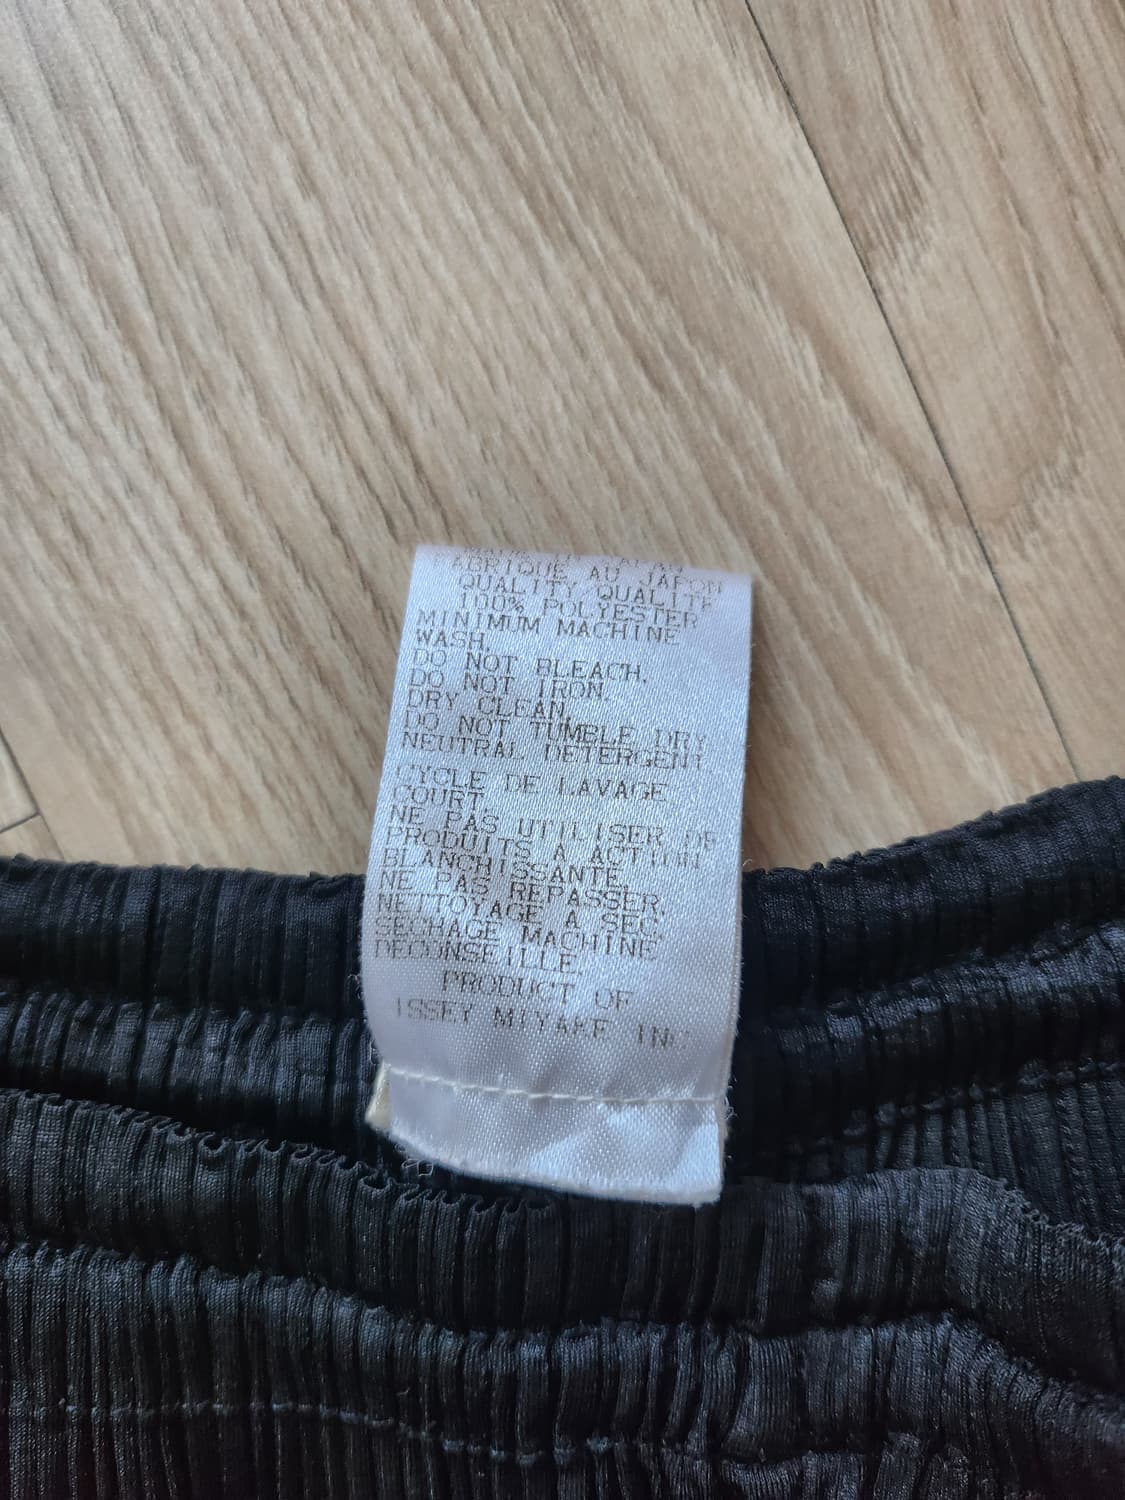 FABRIQUE AU JAPON
QUALITY/QUALITE
100% POLYESTER
MINIMUM MACHINE
WASH.
DO NOT BLEACH.
DO NOT IRON.
DRY CLEAN.
DO NOT TUMBLE DRY
NEUTRAL DETERGENT
CYCLE DE LAVAGE
COURT.
NE PAS UTILISER DE
PRODUITS A ACTION
BLANCHISSANTE.
NE PAS REPASSER.
NETTOYAGE A SEC.
SECHAGE MACHINE
DECONSEILLE.
PRODUCT OF
ISSEY MIYAKE INC